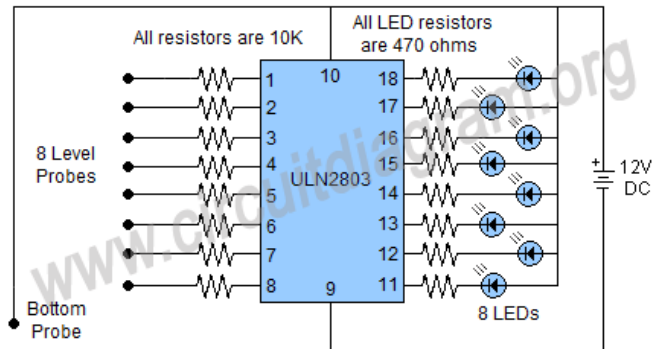 All resistors are 10K
All LED resistors
are 470 ohms
10
1
2
3
4
5
6
7
8
18
17
16
15
14
13
12
11
ULN2803
9
8 Level
Probes
Bottom
Probe
+
12V
DC
8 LEDs
www.circuitdiagram.org